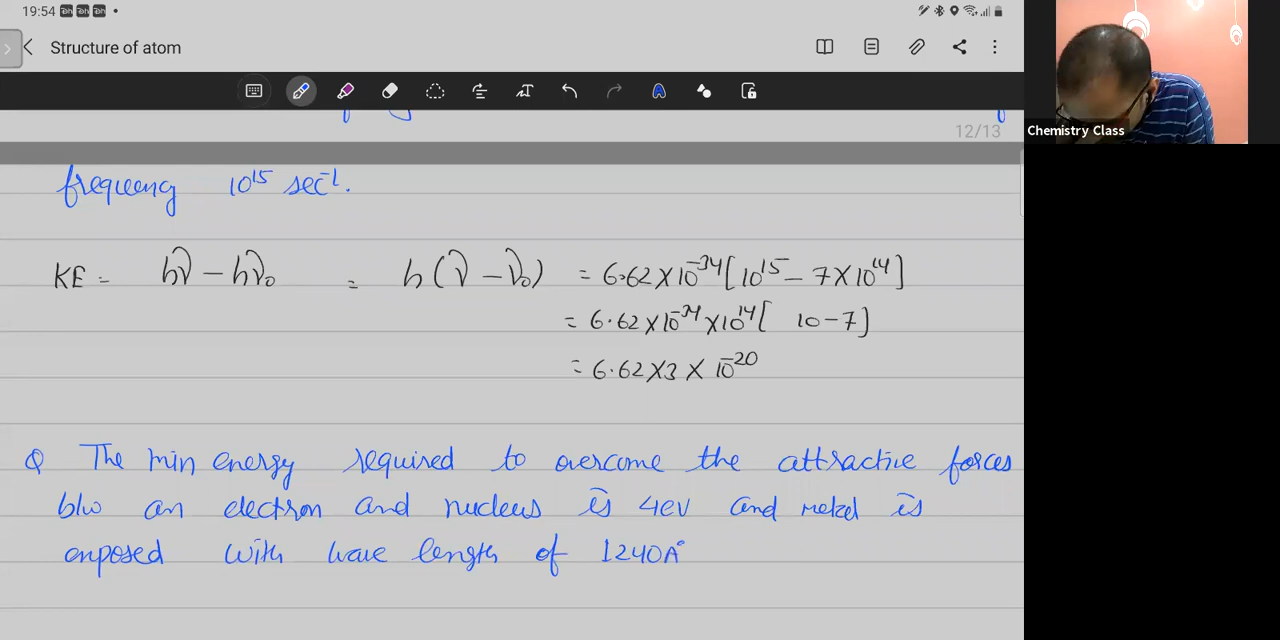 19:54
Structure of atom
12/13
Chemistry Class
frequency 10¹⁵ sec⁻¹.
KE = hν − hν₀ = h(ν − ν₀) = 6.62 × 10⁻³⁴ [10¹⁵ − 7 × 10¹⁴]
= 6.62 × 10⁻³⁴ × 10¹⁴ [ 10 − 7]
= 6.62 × 3 × 10⁻²⁰
Q The min energy required to overcome the attractive forces
b/w an electron and nucleus is 4eV and metal is
exposed with wave length of 1240A°